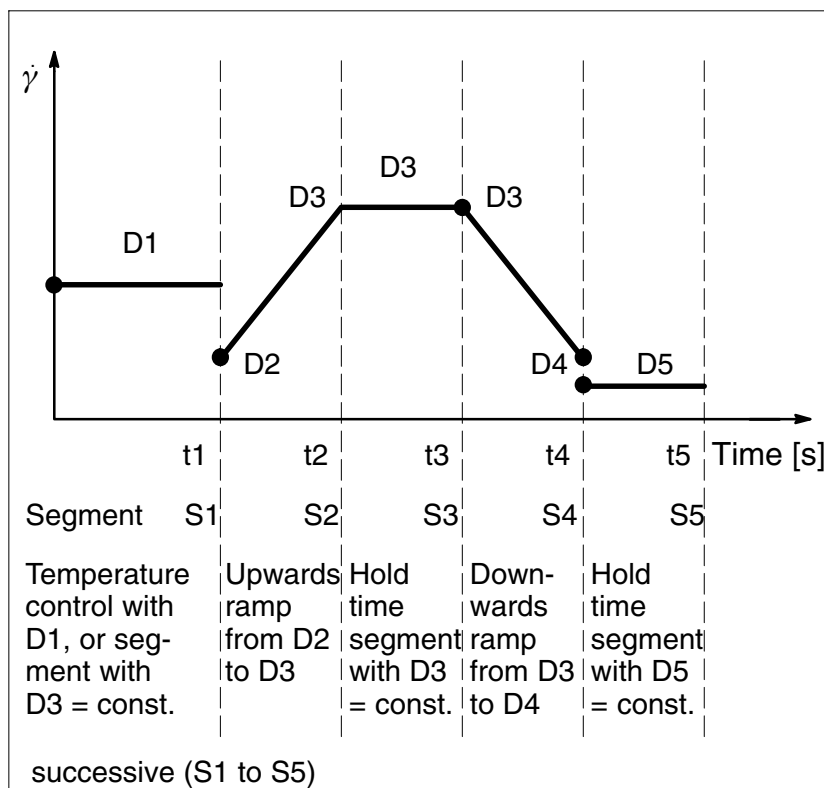 γ̇
D3
D3
D3
D1
D2
D4
D5
t1 t2 t3 t4 t5 Time [s]
Segment S1 S2 S3 S4 S5
Temperature
control with
D1, or seg-
ment with
D3 = const.
Upwards
ramp
from D2
to D3
Hold
time
segment
with D3
= const.
Down-
wards
ramp
from D3
to D4
Hold
time
segment
with D5
= const.
successive (S1 to S5)